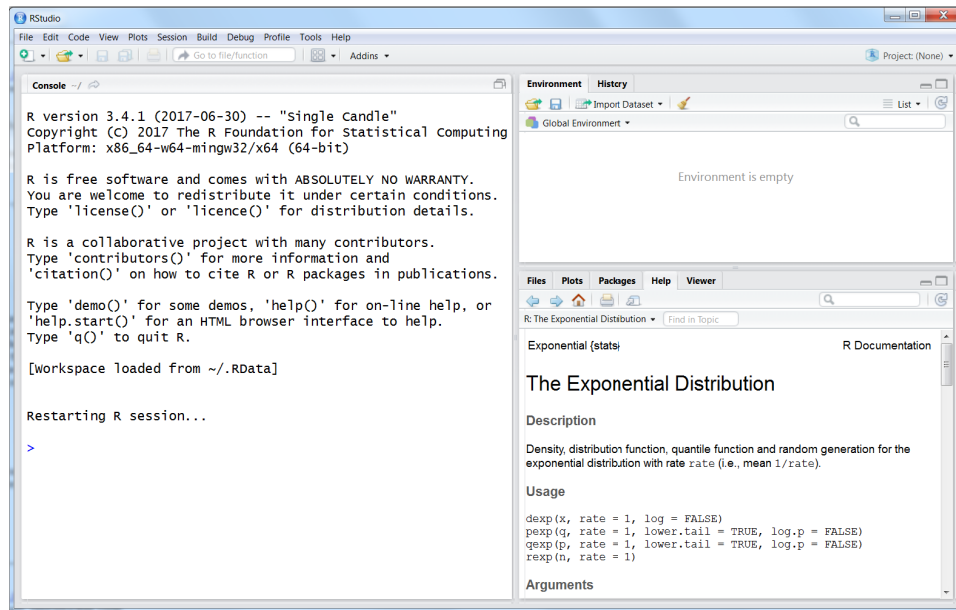 RStudio
File Edit Code View Plots Session Build Debug Profile Tools Help
Go to file/function Addins Project: (None)
Console ~/
R version 3.4.1 (2017-06-30) -- "Single Candle"
Copyright (C) 2017 The R Foundation for Statistical Computing
Platform: x86_64-w64-mingw32/x64 (64-bit)
R is free software and comes with ABSOLUTELY NO WARRANTY.
You are welcome to redistribute it under certain conditions.
Type 'license()' or 'licence()' for distribution details.
R is a collaborative project with many contributors.
Type 'contributors()' for more information and
'citation()' on how to cite R or R packages in publications.
Type 'demo()' for some demos, 'help()' for on-line help, or
'help.start()' for an HTML browser interface to help.
Type 'q()' to quit R.
[Workspace loaded from ~/.RData]
Restarting R session...
>
Environment Histry
Import Dataset List
Global Envirormert
Environment is empty
Files Plots Packages Help Viewer
R: The Exponential Distibution Find in Topic
Exponential {stats} R Documentation
The Exponential Distribution
Description
Density, distribution function, quantile function and random generation for the
exponential distribution with rate rate (i.e., mean 1/rate).
Usage
dexp(x, rate = 1, log = FALSE)
pexp(q, rate = 1, lower.tail = TRUE, log.p = FALSE)
qexp(p, rate = 1, lower.tail = TRUE, log.p = FALSE)
rexp(n, rate = 1)
Arguments